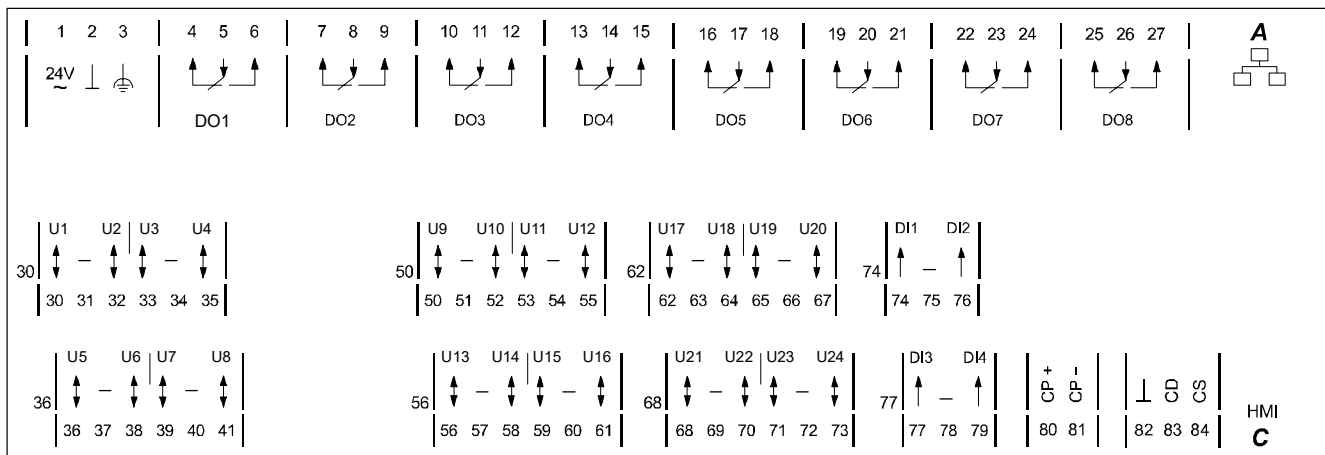 1 2 3 4 5 6 7 8 9 10 11 12 13 14 15 16 17 18 19 20 21 22 23 24 25 26 27 A
24V
~
DO1 DO2 DO3 DO4 DO5 DO6 DO7 DO8
U1 U2 U3 U4 U9 U10 U11 U12 U17 U18 U19 U20 DI1 DI2
30 – – 50 – – 62 – – 74 –
30 31 32 33 34 35 50 51 52 53 54 55 62 63 64 65 66 67 74 75 76
U5 U6 U7 U8 U13 U14 U15 U16 U21 U22 U23 U24 DI3 DI4 CP + CP - CD CS
36 – – 56 – – 68 – – 77 –
HMI
36 37 38 39 40 41 56 57 58 59 60 61 68 69 70 71 72 73 77 78 79 80 81 82 83 84 C